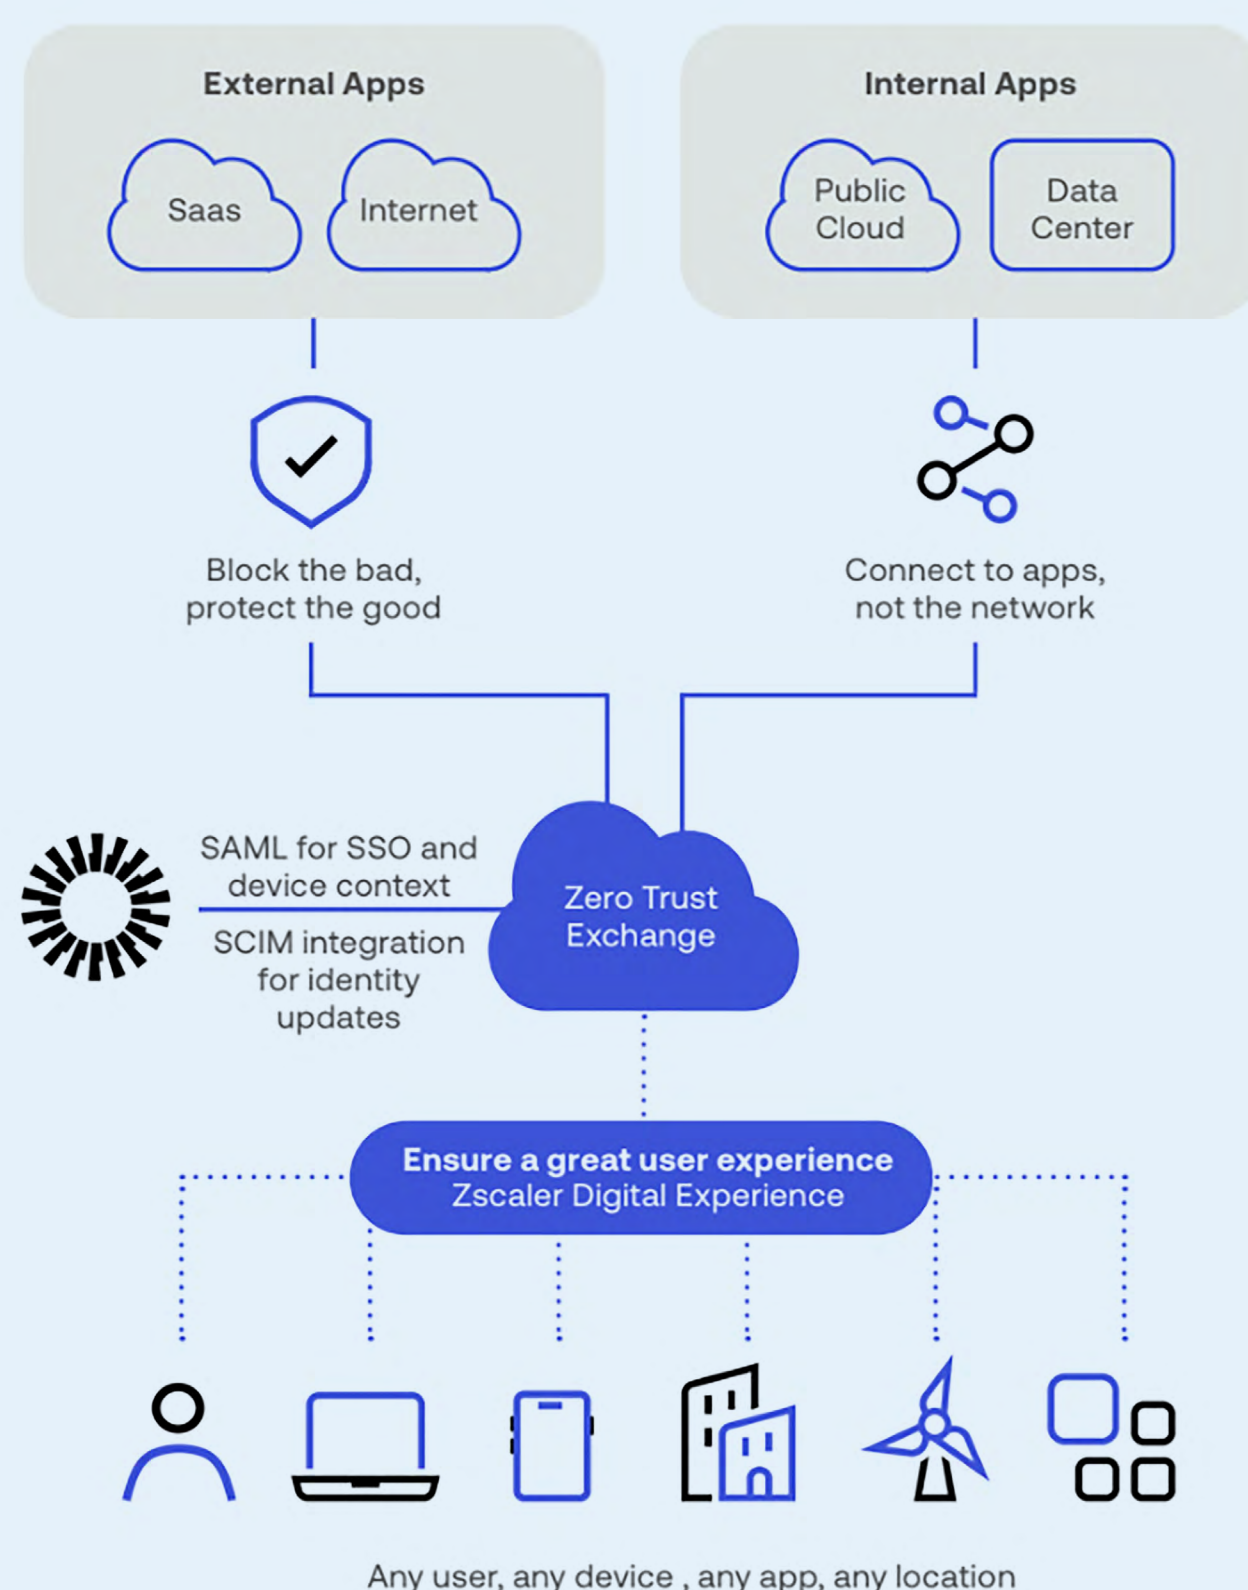 External Apps
Saas
Internet
Internal Apps
Public
Cloud
Data
Center
Block the bad,
protect the good
Connect to apps,
not the network
SAML for SSO and
device context
SCIM integration
for identity
updates
Zero Trust
Exchange
Ensure a great user experience
Zscaler Digital Experience
Any user, any device , any app, any location